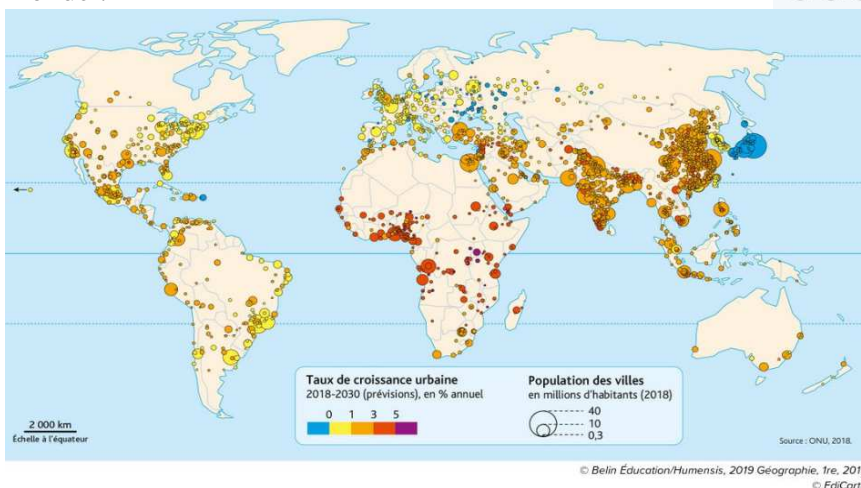 Taux de croissance urbaine
2018-2030 (prévisions), en % annuel
0 1 3 5
Population des villes
en millions d'habitants (2018)
40
10
0,3
2 000 km
Échelle à l'équateur
Source : ONU, 2018.
© Belin Éducation/Humensis, 2019 Géographie, 1re, 201
© EdiCart